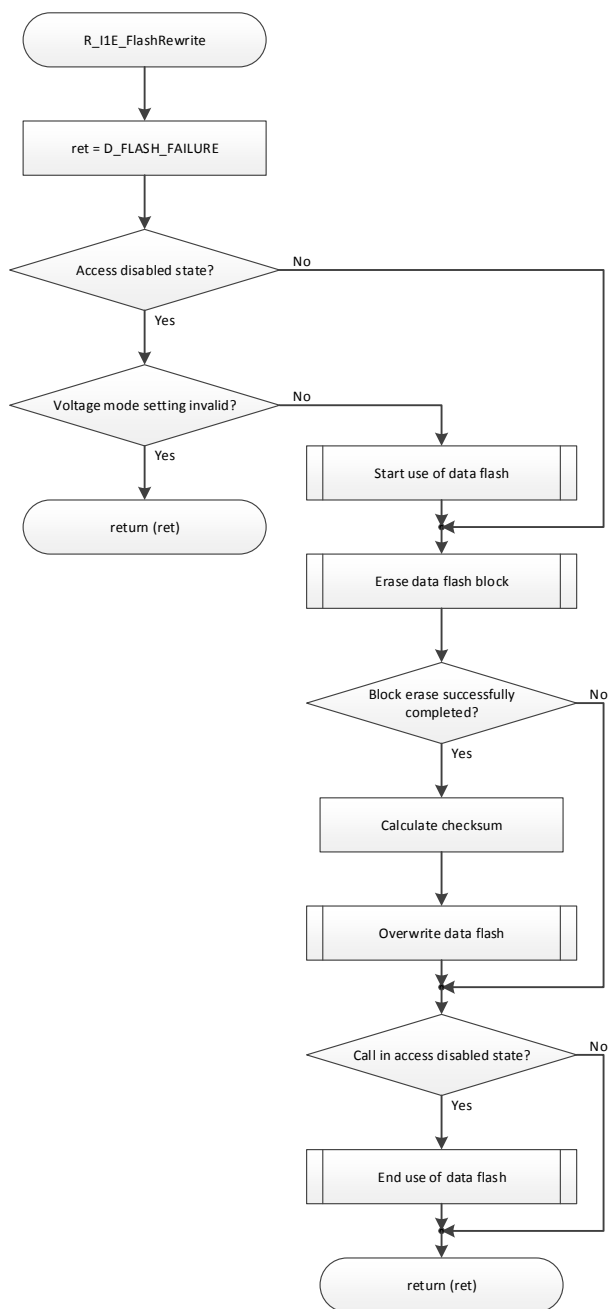 R_I1E_FlashRewrite
ret = D_FLASH_FAILURE
Access disabled state?
No
Yes
Voltage mode setting invalid?
No
Yes
Start use of data flash
return (ret)
Erase data flash block
Block erase successfully
completed?
No
Yes
Calculate checksum
Overwrite data flash
Call in access disabled state?
No
Yes
End use of data flash
return (ret)